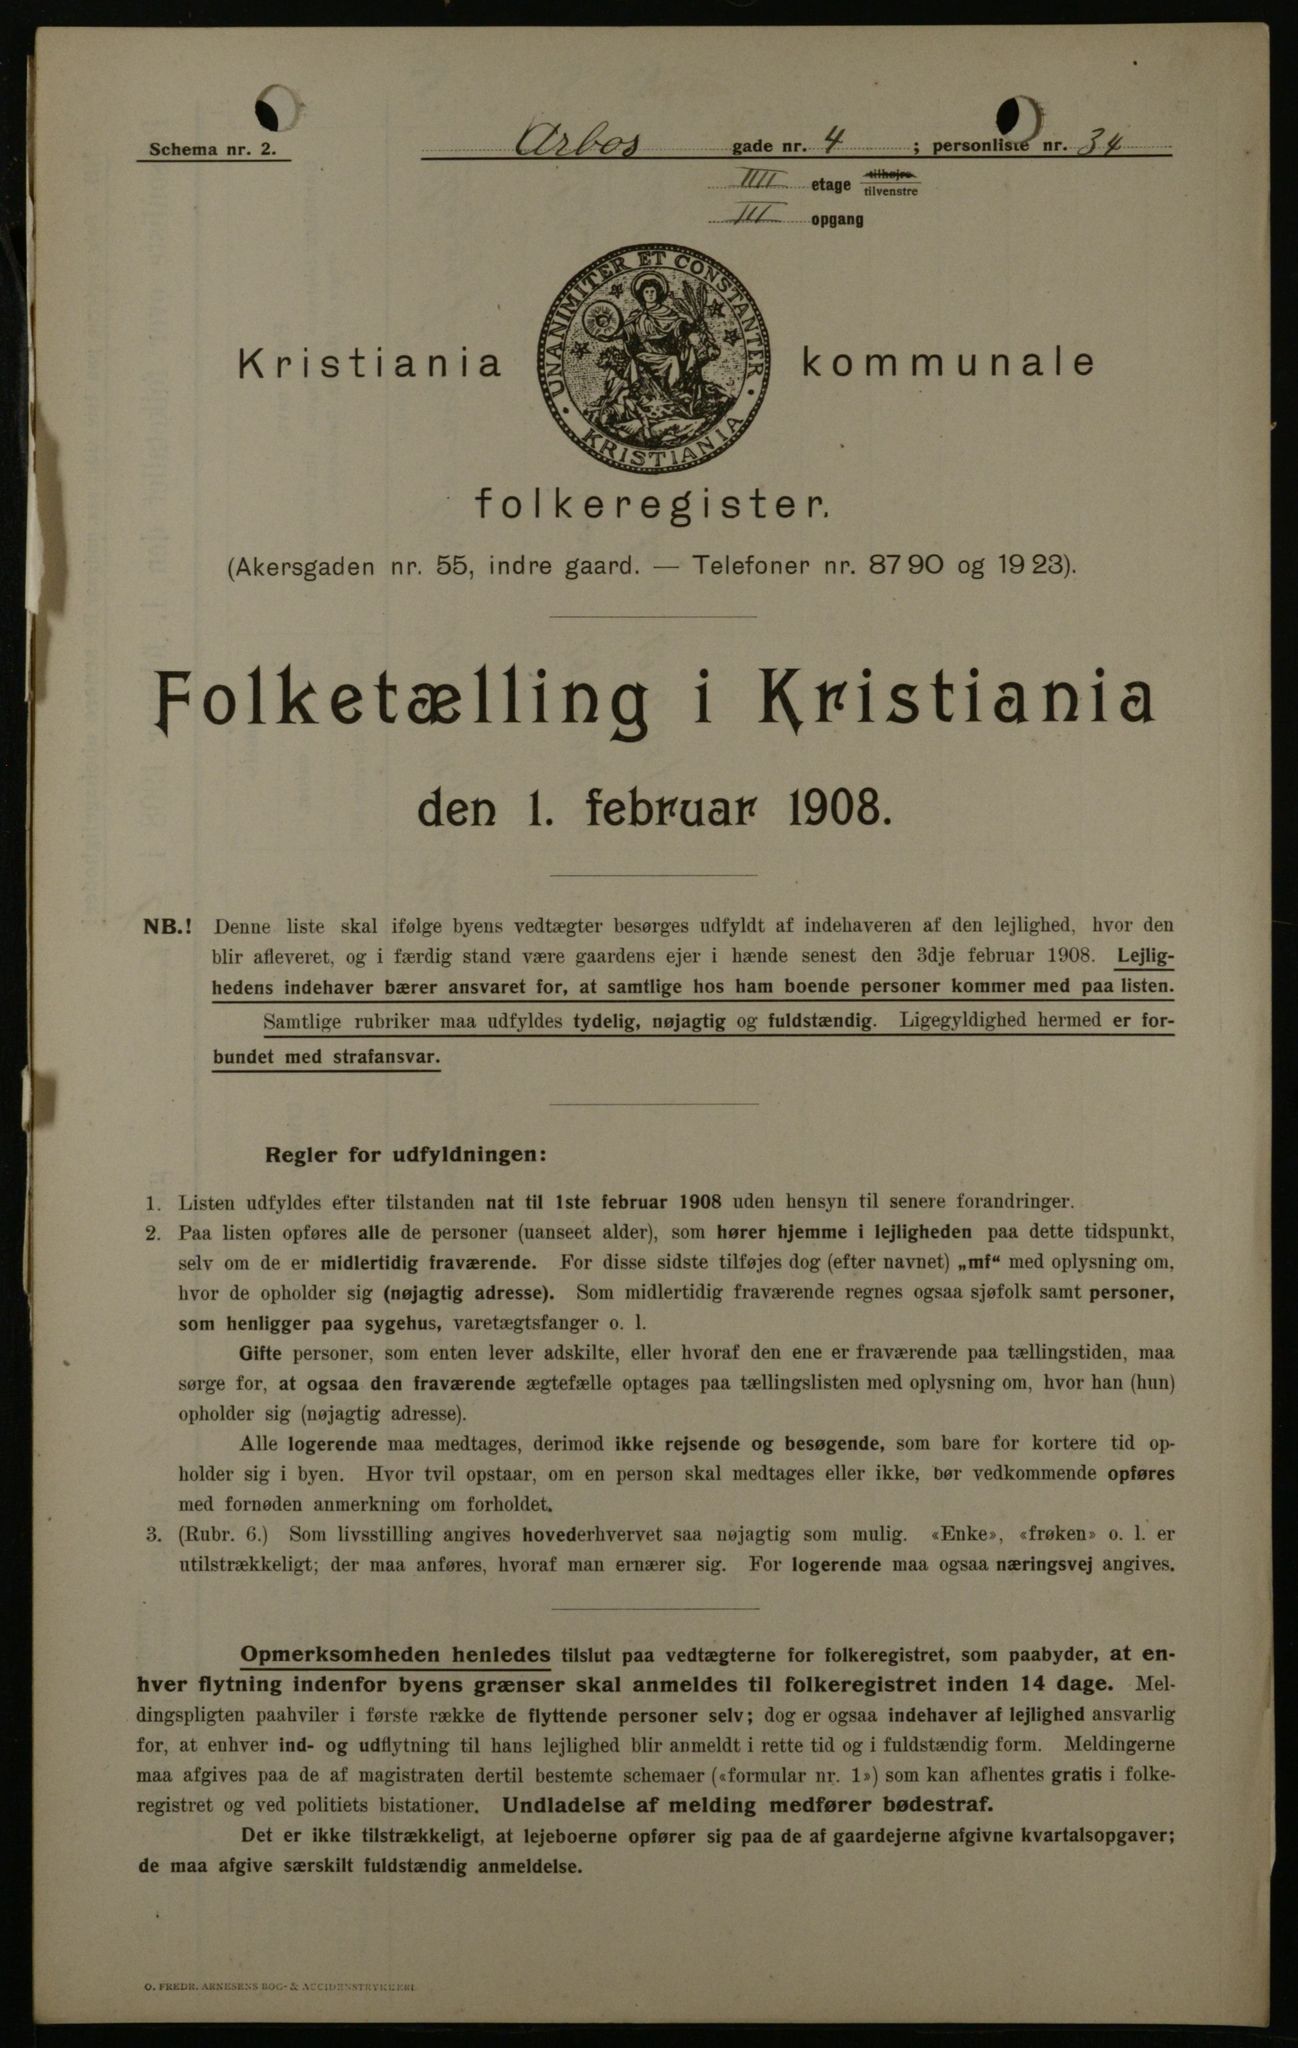 Schema nr. 2.
Arbos gade nr. 4 ; personliste nr. 34
IIII etage tilhøjre
tilvenstre
III opgang
UNANIMITER ET CONSTANTER · KRISTIANIA ·
Kristiania kommunale
folkeregister.
(Akersgaden nr. 55, indre gaard. — Telefoner nr. 87 90 og 19 23).
Folketælling i Kristiania
den 1. februar 1908.
NB.! Denne liste skal ifølge byens vedtægter besørges udfyldt af indehaveren af den lejlighed, hvor den
blir afleveret, og i færdig stand være gaardens ejer i hænde senest den 3dje februar 1908. Lejlig-
hedens indehaver bærer ansvaret for, at samtlige hos ham boende personer kommer med paa listen.
Samtlige rubriker maa udfyldes tydelig, nøjagtig og fuldstændig. Ligegyldighed hermed er for-
bundet med strafansvar.
Regler for udfyldningen:
1. Listen udfyldes efter tilstanden nat til 1ste februar 1908 uden hensyn til senere forandringer.
2. Paa listen opføres alle de personer (uanseet alder), som hører hjemme i lejligheden paa dette tidspunkt,
selv om de er midlertidig fraværende. For disse sidste tilføjes dog (efter navnet) „mf“ med oplysning om,
hvor de opholder sig (nøjagtig adresse). Som midlertidig fraværende regnes ogsaa sjøfolk samt personer,
som henligger paa sygehus, varetægtsfanger o. l.
Gifte personer, som enten lever adskilte, eller hvoraf den ene er fraværende paa tællingstiden, maa
sørge for, at ogsaa den fraværende ægtefælle optages paa tællingslisten med oplysning om, hvor han (hun)
opholder sig (nøjagtig adresse).
Alle logerende maa medtages, derimod ikke rejsende og besøgende, som bare for kortere tid op-
holder sig i byen. Hvor tvil opstaar, om en person skal medtages eller ikke, bør vedkommende opføres
med fornøden anmerkning om forholdet.
3. (Rubr. 6.) Som livsstilling angives hovederhvervet saa nøjagtig som mulig. «Enke», «frøken» o. l. er
utilstrækkeligt; der maa anføres, hvoraf man ernærer sig. For logerende maa ogsaa næringsvej angives.
Opmerksomheden henledes tilslut paa vedtægterne for folkeregistret, som paabyder, at en-
hver flytning indenfor byens grænser skal anmeldes til folkeregistret inden 14 dage. Mel-
dingspligten paahviler i første række de flyttende personer selv; dog er ogsaa indehaver af lejlighed ansvarlig
for, at enhver ind- og udflytning til hans lejlighed blir anmeldt i rette tid og i fuldstændig form. Meldingerne
maa afgives paa de af magistraten dertil bestemte schemaer («formular nr. 1») som kan afhentes gratis i folke-
registret og ved politiets bistationer. Undladelse af melding medfører bødestraf.
Det er ikke tilstrækkeligt, at lejeboerne opfører sig paa de af gaardejerne afgivne kvartalsopgaver;
de maa afgive særskilt fuldstændig anmeldelse.
O. FREDR. ARNESENS BOG- & ACCIDENSTRYKKERI.